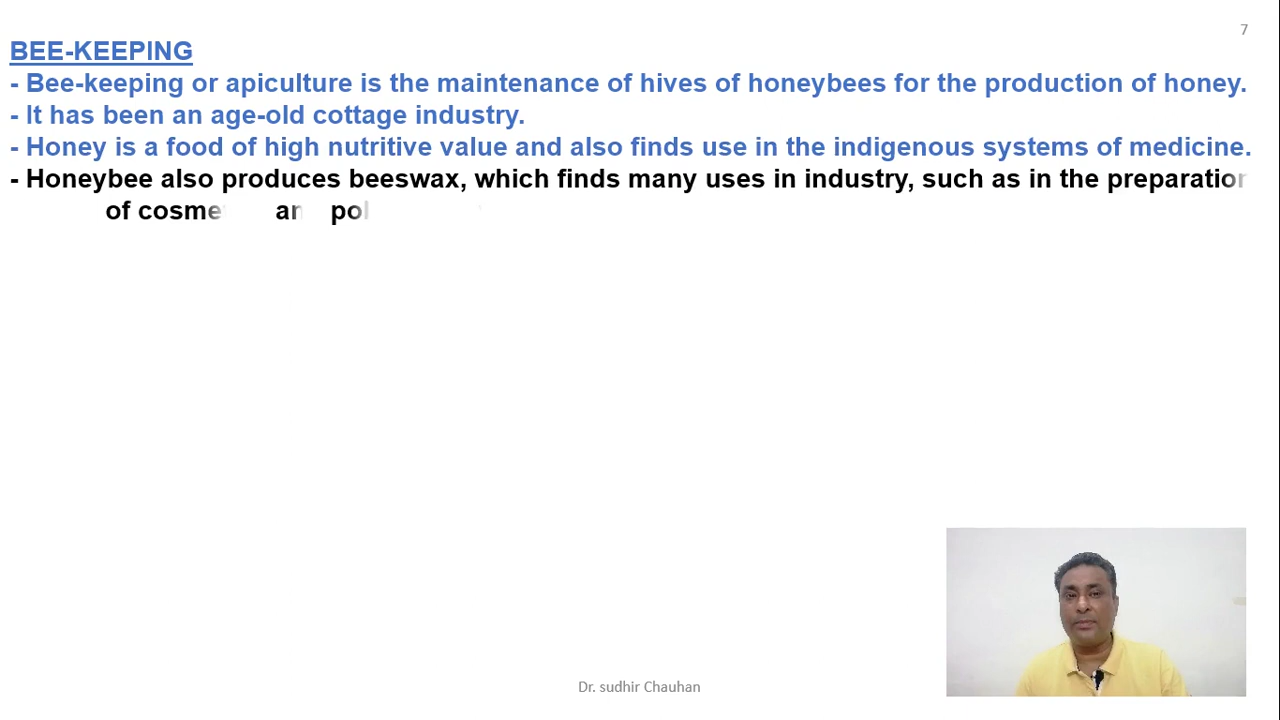 7
BEE-KEEPING
- Bee-keeping or apiculture is the maintenance of hives of honeybees for the production of honey.
- It has been an age-old cottage industry.
- Honey is a food of high nutritive value and also finds use in the indigenous systems of medicine.
- Honeybee also produces beeswax, which finds many uses in industry, such as in the preparation
of
Dr. sudhir Chauhan